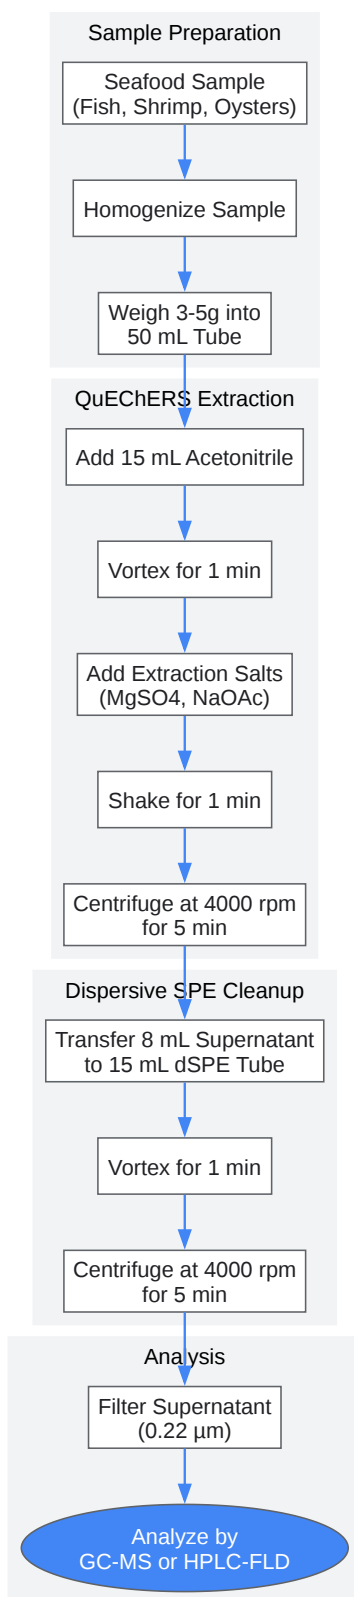 Sample Preparation
Seafood Sample
(Fish, Shrimp, Oysters)
Homogenize Sample
Weigh 3-5g into
50 mL Tube
QuEChERS Extraction
Add 15 mL Acetonitrile
Vortex for 1 min
Add Extraction Salts
(MgSO4, NaOAc)
Shake for 1 min
Centrifuge at 4000 rpm
for 5 min
Dispersive SPE Cleanup
Transfer 8 mL Supernatant
to 15 mL dSPE Tube
Vortex for 1 min
Centrifuge at 4000 rpm
for 5 min
Analysis
Filter Supernatant
(0.22 µm)
Analyze by
GC-MS or HPLC-FLD